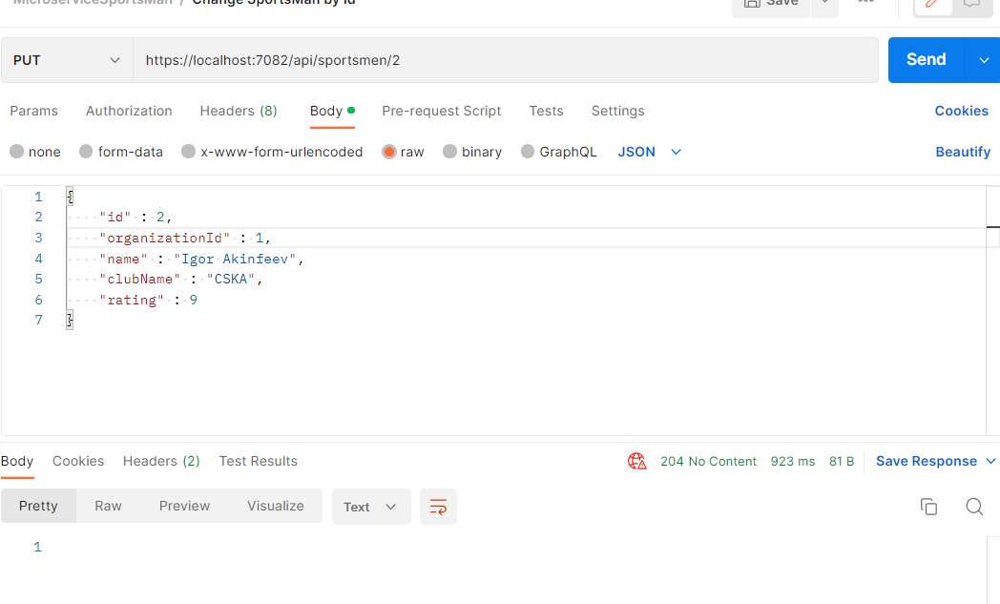 MicroserviceSportsMan / Change SportsMan by id
Save
PUT
https://localhost:7082/api/sportsmen/2
Send
Params Authorization Headers (8) Body Pre-request Script Tests Settings Cookies
none form-data x-www-form-urlencoded raw binary GraphQL JSON Beautify
1 {
2 "id" : 2,
3 "organizationId" : 1,
4 "name" : "Igor Akinfeev",
5 "clubName" : "CSKA",
6 "rating" : 9
7 }
Body Cookies Headers (2) Test Results 204 No Content 923 ms 81 B Save Response
Pretty Raw Preview Visualize Text
1